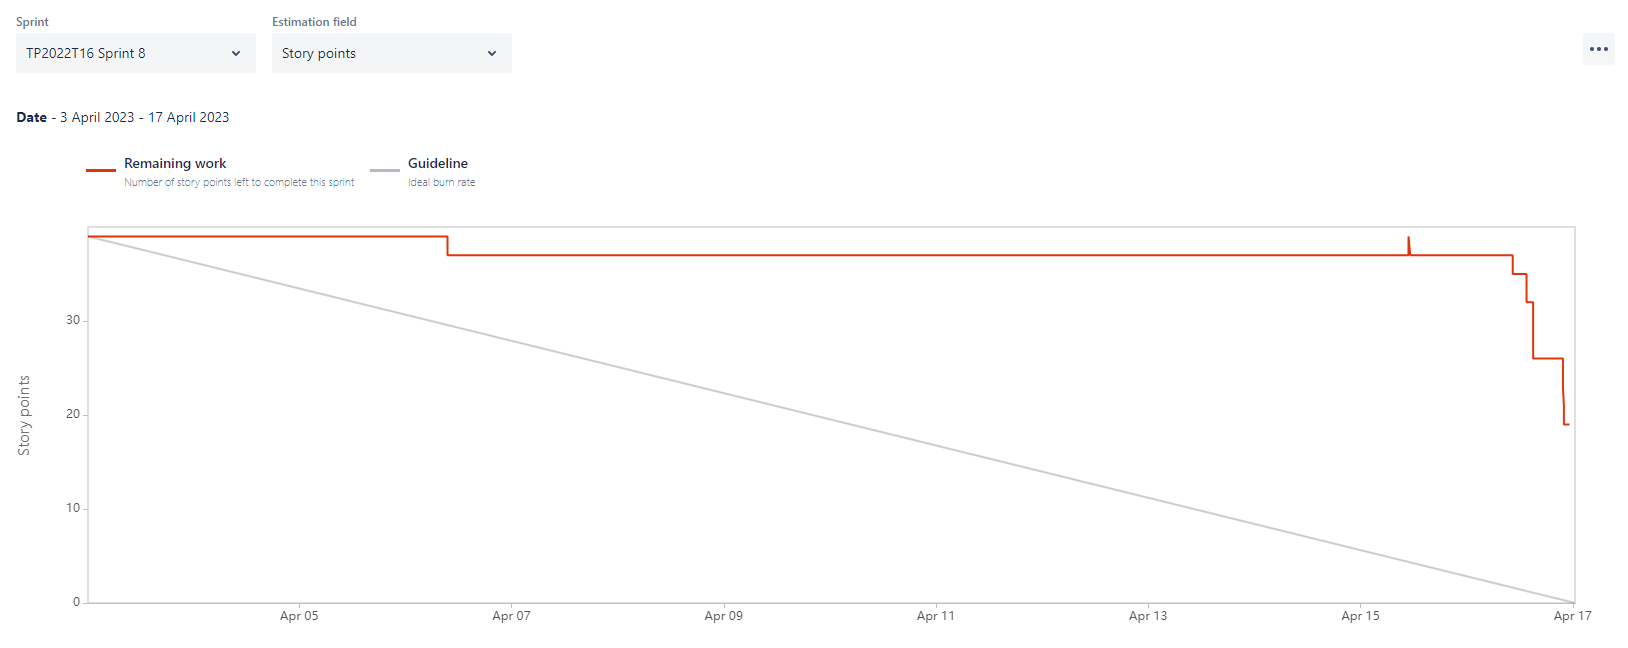 Sprint
Estimation field
TP2022T16 Sprint 8
Story points
Date - 3 April 2023 - 17 April 2023
Remaining work
Number of story points left to complete this sprint
Guideline
Ideal burn rate
Story points
30
20
10
0
Apr 05
Apr 07
Apr 09
Apr 11
Apr 13
Apr 15
Apr 17